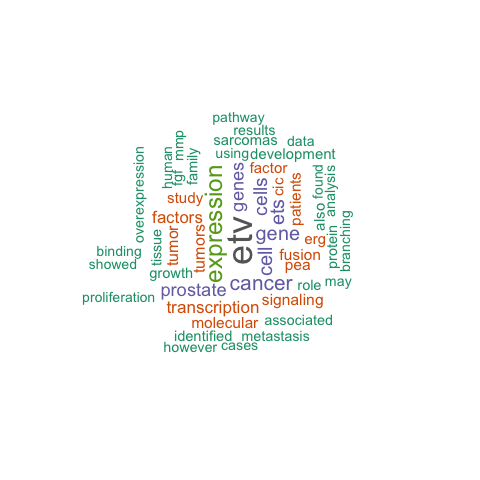 pathway
results
sarcomas
data
using
development
human
fgf
mmp
family
overexpression
study
factor
genes
cells
cic
ets
patients
also
found
analysis
factors
expression
etv
gene
erg
protein
branching
binding
showed
tissue
tumor
tumors
cell
fusion
pea
growth
proliferation
prostate
cancer
role
may
transcription
signaling
molecular
associated
identified
metastasis
however
cases